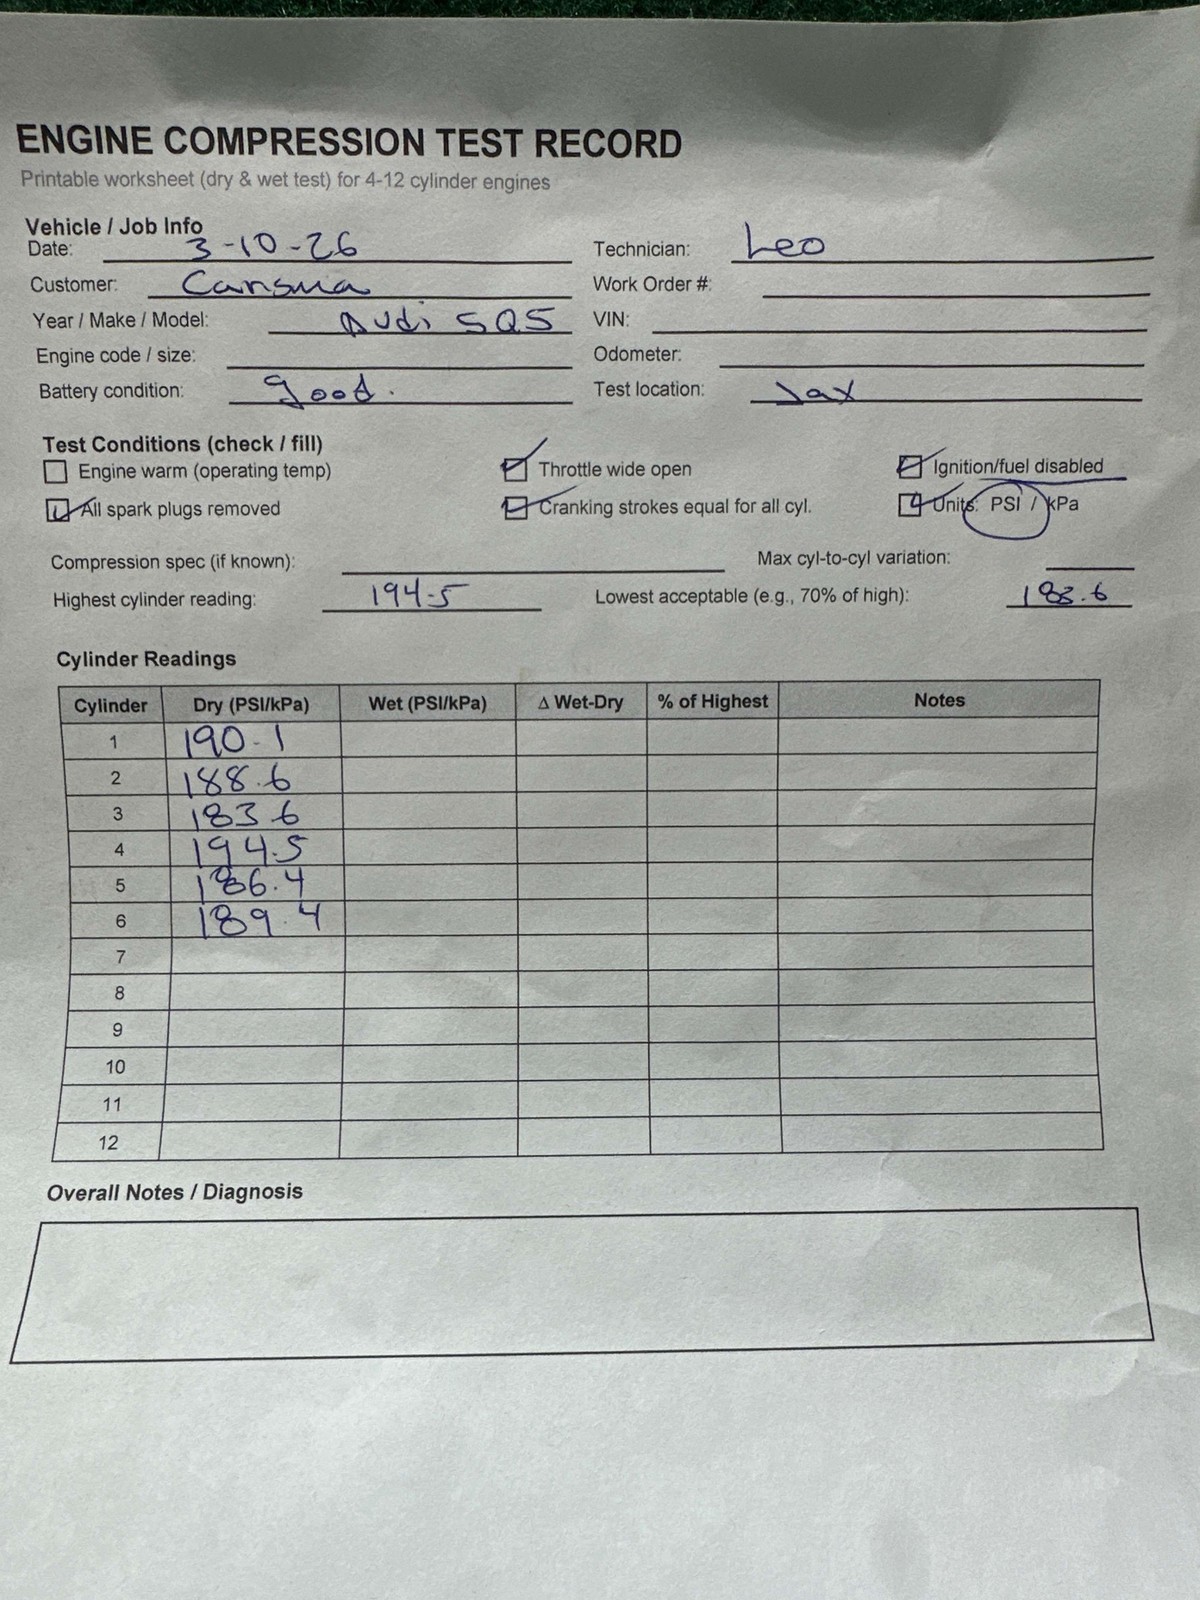 ENGINE COMPRESSION TEST RECORD
Printable worksheet (dry & wet test) for 4-12 cylinder engines
Vehicle / Job Info
Date: 3-10-26 Technician: Leo
Customer: Work Order #:
Year / Make / Model: Audi SQ5 VIN:
Engine code / size: Odometer:
Battery condition: good. Test location: Jax
Test Conditions (check / fill)
Engine warm (operating temp) Throttle wide open Ignition/fuel disabled
All spark plugs removed Cranking strokes equal for all cyl. Units: PSI / kPa
Compression spec (if known): Max cyl-to-cyl variation:
Highest cylinder reading: 194.5 Lowest acceptable (e.g., 70% of high): 183.6
Cylinder Readings
Cylinder Dry (PSI/kPa) Wet (PSI/kPa) Δ Wet-Dry % of Highest Notes
1 190.1
2 188.6
3 183.6
4 194.5
5 186.4
6 189.4
7
8
9
10
11
12
Overall Notes / Diagnosis